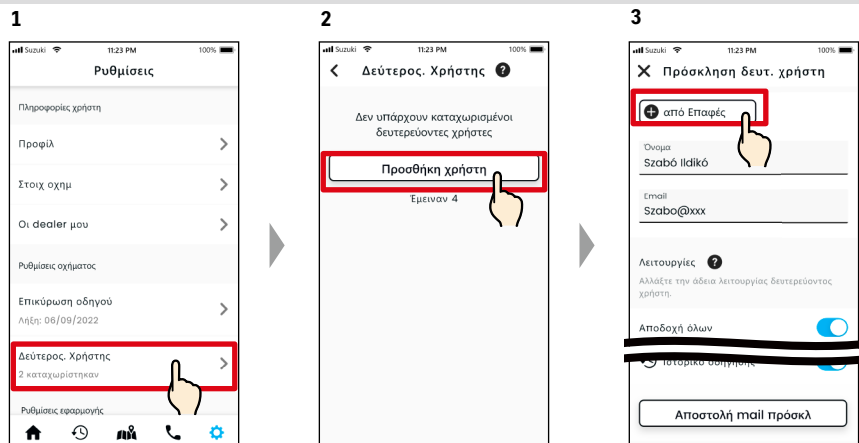 1
Suzuki 11:23 PM 100%
Ρυθμίσεις
Πληροφορίες χρήστη
Προφίλ
Στοιχ οχημ
Οι dealer μου
Ρυθμίσεις οχήματος
Επικύρωση οδηγού
Λήξη: 06/09/2022
Δεύτερος. Χρήστης
2 καταχωρίστηκαν
Ρυθμίσεις εφαρμογής
2
Suzuki 11:23 PM 100%
Δεύτερος. Χρήστης ?
Δεν υπάρχουν καταχωρισμένοι
δευτερεύοντες χρήστες
Προσθήκη χρήστη
Έμειναν 4
3
Suzuki 11:23 PM 100%
Πρόσκληση δευτ. χρήστη
από Επαφές
Όνομα
Szabó Ildikó
Email
Szabo@xxx
Λειτουργίες ?
Αλλάξτε την άδεια λειτουργίας δευτερεύοντος
χρήστη.
Αποδοχή όλων
Ιστορικό οδήγησης
Αποστολή mail πρόσκλ